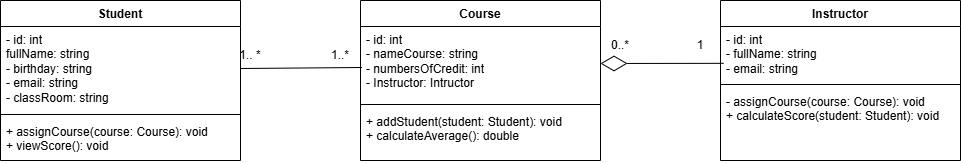 Student
- id: int
fullName: string
- birthday: string
- email: string
- classRoom: string
+ assignCourse(course: Course): void
+ viewScore(): void
1.. *
1..*
Course
- id: int
- nameCourse: string
- numbersOfCredit: int
- Instructor: Intructor
+ addStudent(student: Student): void
+ calculateAverage(): double
0..*
1
Instructor
- id: int
- fullName: string
- email: string
- assignCourse(course: Course): void
+ calculateScore(student: Student): void